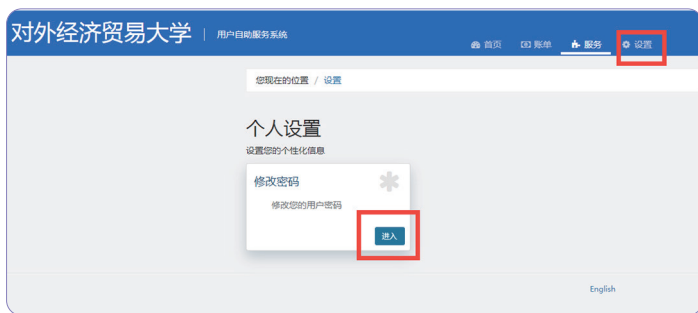 对外经济贸易大学 | 用户自助服务系统
首页 账单 服务 设置
您现在的位置 / 设置
个人设置
设置您的个性化信息
修改密码
修改您的用户密码
进入
English